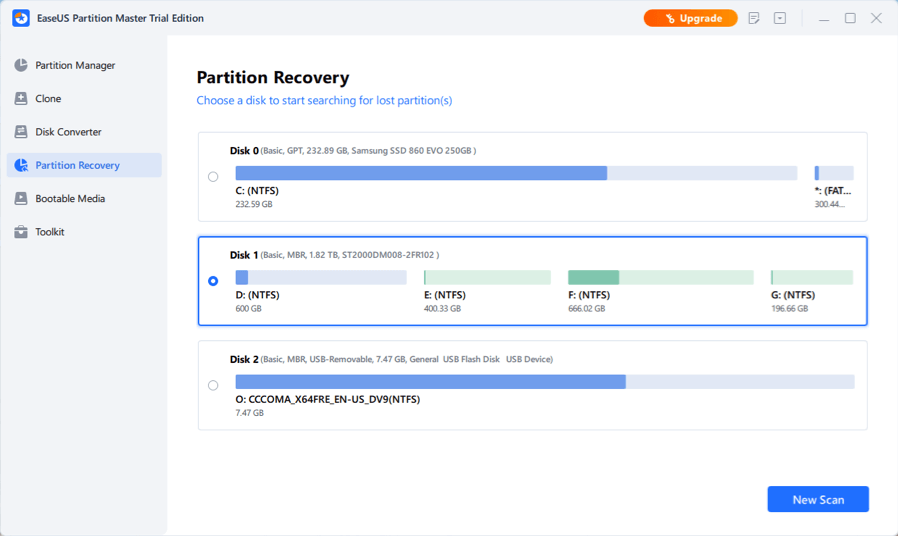 EaseUS Partition Master Trial Edition
Upgrade
Partition Manager
Clone
Disk Converter
Partition Recovery
Bootable Media
Toolkit
Partition Recovery
Choose a disk to start searching for lost partition(s)
Disk 0 (Basic, GPT, 232.89 GB, Samsung SSD 860 EVO 250GB )
C: (NTFS) *: (FAT...
232.59 GB 300.44...
Disk 1 (Basic, MBR, 1.82 TB, ST2000DM008-2FR102 )
D: (NTFS) E: (NTFS) F: (NTFS) G: (NTFS)
600 GB 400.33 GB 666.02 GB 196.66 GB
Disk 2 (Basic, MBR, USB-Removable, 7.47 GB, General USB Flash Disk USB Device)
O: CCCOMA_X64FRE_EN-US_DV9(NTFS)
7.47 GB
New Scan